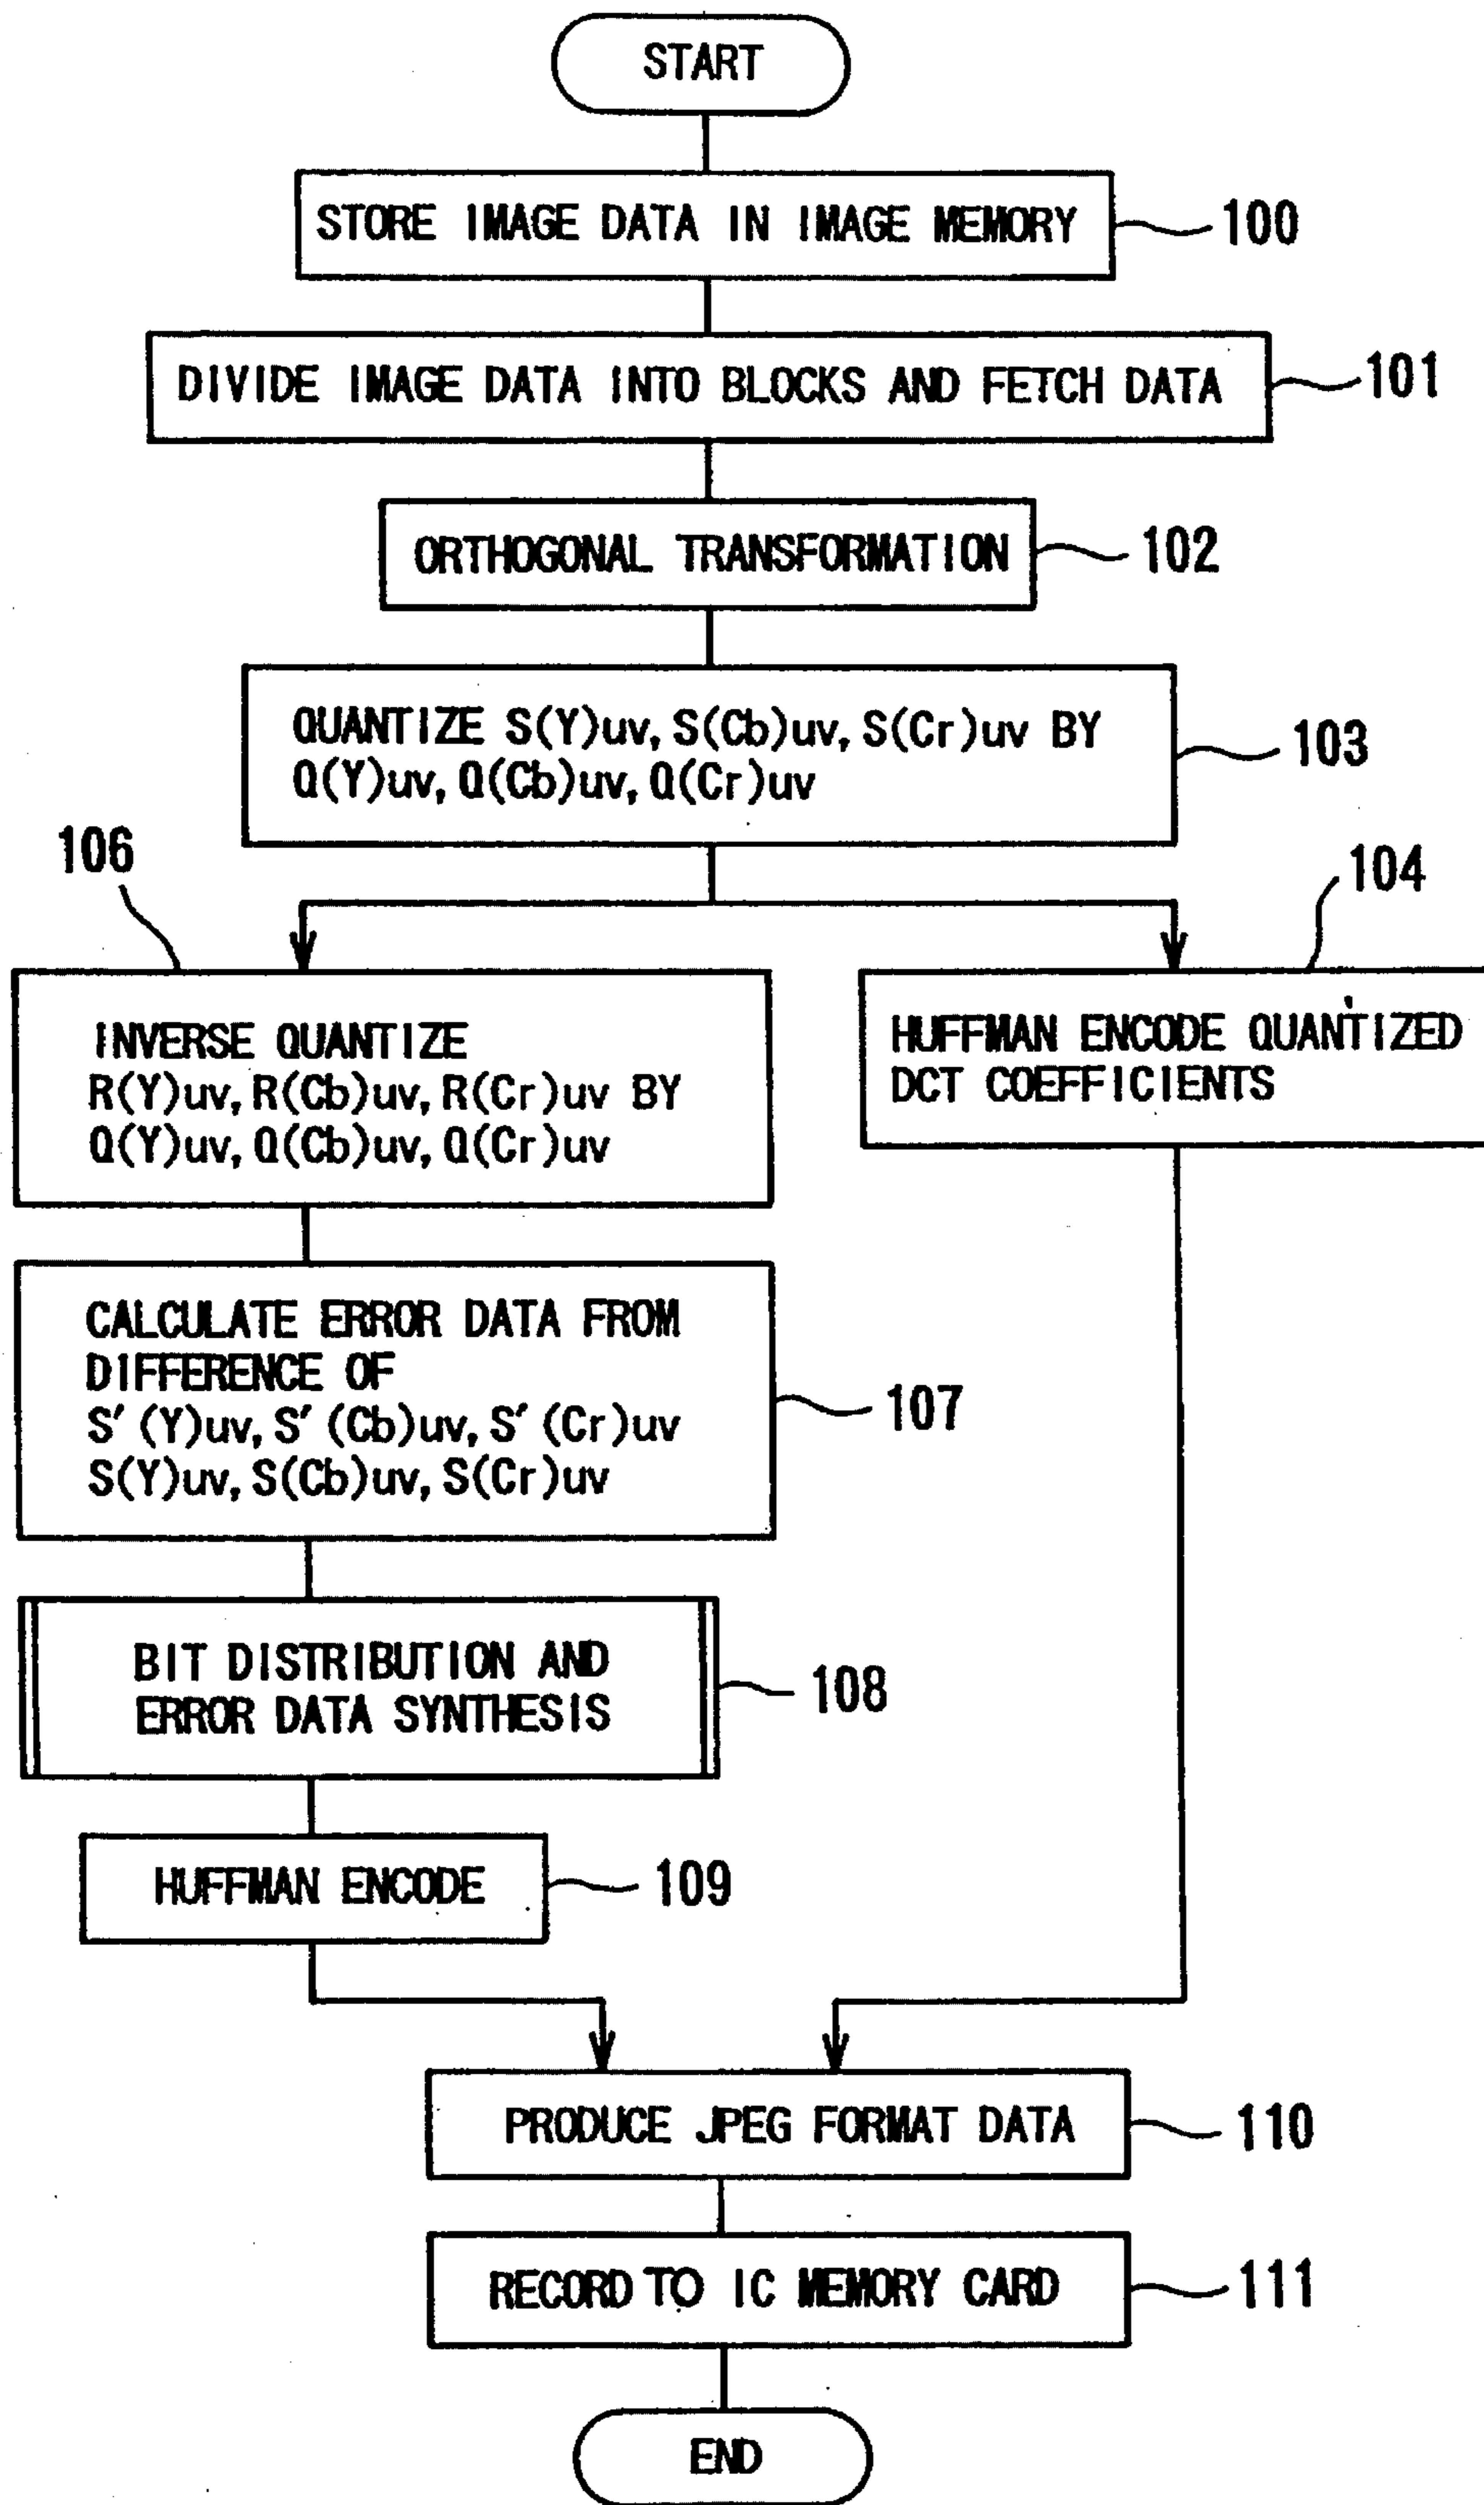 START
STORE IMAGE DATA IN IMAGE MEMORY
100
DIVIDE IMAGE DATA INTO BLOCKS AND FETCH DATA
101
ORTHOGONAL TRANSFORMATION
102
QUANTIZE S(Y)uv, S(Cb)uv, S(Cr)uv BY
Q(Y)uv, Q(Cb)uv, Q(Cr)uv
103
106
104
INVERSE QUANTIZE
R(Y)uv, R(Cb)uv, R(Cr)uv BY
Q(Y)uv, Q(Cb)uv, Q(Cr)uv
HUFFMAN ENCODE QUANTIZED
DCT COEFFICIENTS
CALCULATE ERROR DATA FROM
DIFFERENCE OF
S'(Y)uv, S'(Cb)uv, S'(Cr)uv
S(Y)uv, S(Cb)uv, S(Cr)uv
107
BIT DISTRIBUTION AND
ERROR DATA SYNTHESIS
108
HUFFMAN ENCODE
109
PRODUCE JPEG FORMAT DATA
110
RECORD TO IC MEMORY CARD
111
END